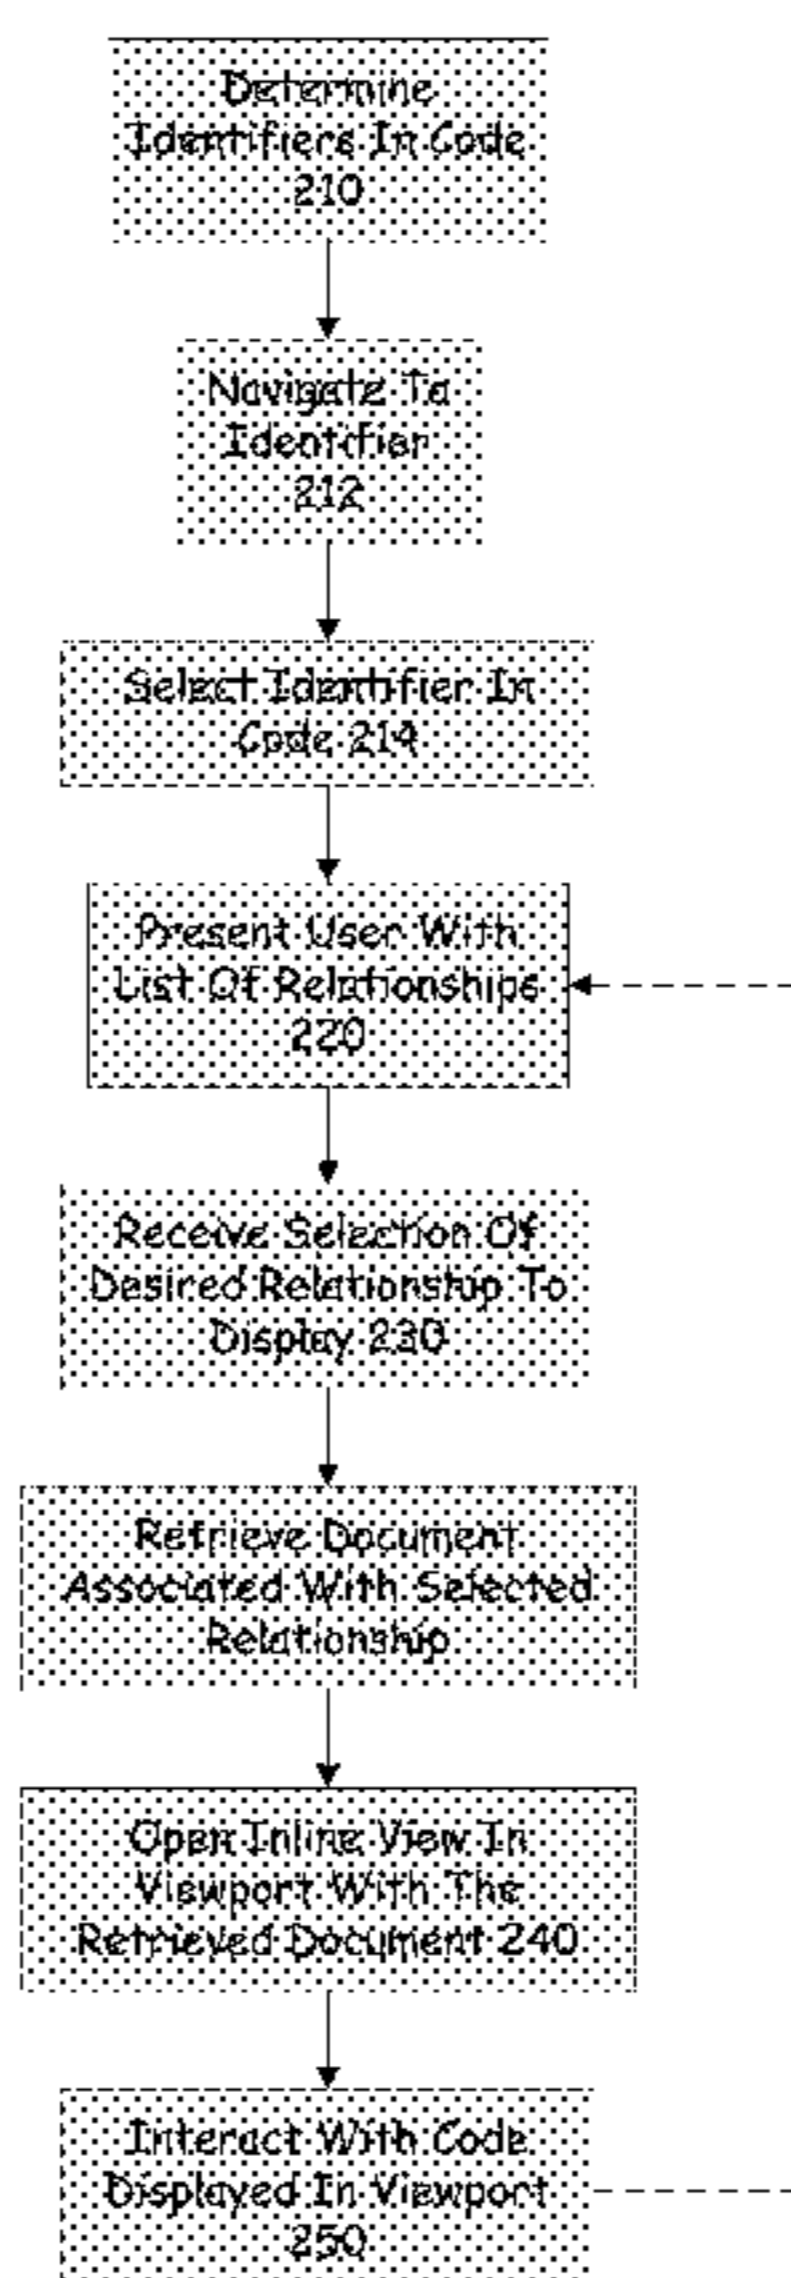 Determine
Identifiers In Code
210
Navigate To
Identifier
212
Select Identifier In
Code 214
Present User With
List Of Relationships
220
Receive Selection Of
Desired Relationship To
Display 230
Retrieve Document
Associated With Selected
Relationship
Open Inline View In
Viewport With The
Retrieved Document 240
Interact With Code
Displayed In Viewport
250